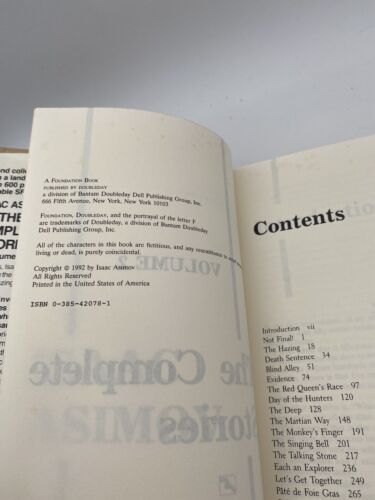 A FOUNDATION BOOK
PUBLISHED BY DOUBLEDAY
a division of Bantam Doubleday Dell Publishing Group, Inc.
666 Fifth Avenue, New York, New York 10103
FOUNDATION, DOUBLEDAY, and the portrayal of the letter F
are trademarks of Doubleday, a division of Bantam Doubleday
Dell Publishing Group, Inc.
All of the characters in this book are fictitious, and any resemblance to
living or dead, is purely coincidental.
Copyright © 1992 by Isaac Asimov
All Rights Reserved
Printed in the United States of America
ISBN 0-385-42078-1
VOLUME 2
The Complete
Stories
Contents
Introduction vii
Not Final! 1
The Hazing 18
Death Sentence 34
Blind Alley 51
Evidence 74
The Red Queen's Race 97
Day of the Hunters 120
The Deep 128
The Martian Way 148
The Monkey's Finger 191
The Singing Bell 201
The Talking Stone 217
Each an Explorer 236
Let's Get Together 249
Pâté de Foie Gras 265